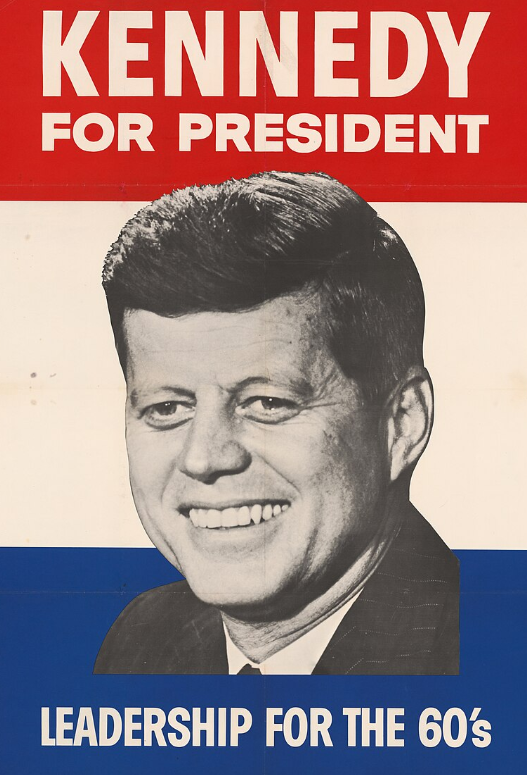 KENNEDY
FOR PRESIDENT
LEADERSHIP FOR THE 60's